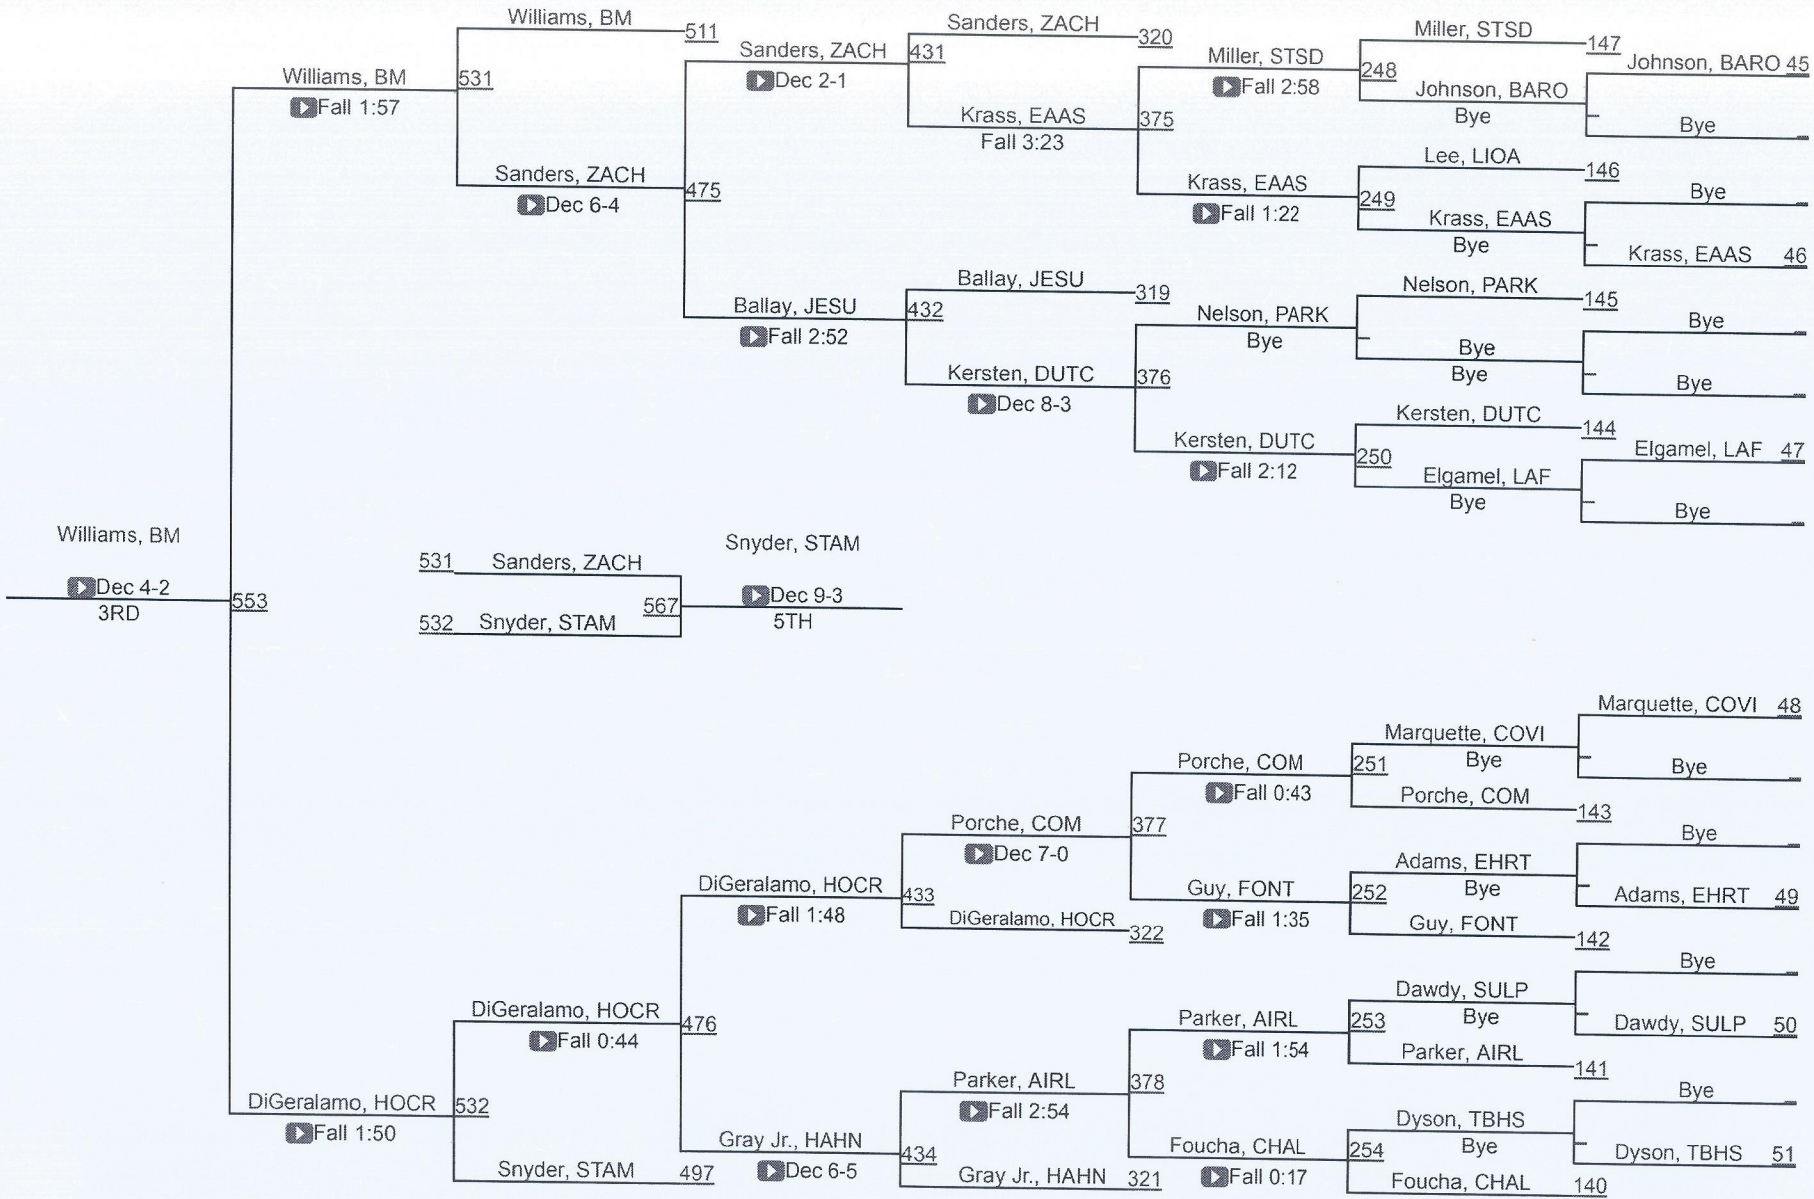 Williams, BM
511
Sanders, ZACH
320
Miller, STSD
147
Johnson, BARO 45
Williams, BM
531
Fall 1:57
Sanders, ZACH
431
Dec 2-1
Miller, STSD
248
Fall 2:58
Johnson, BARO
Bye
Bye
Krass, EAAS
375
Fall 3:23
Lee, LIOA
146
Bye
Sanders, ZACH
475
Dec 6-4
Krass, EAAS
249
Fall 1:22
Krass, EAAS
Bye
Krass, EAAS 46
Ballay, JESU
319
Nelson, PARK
145
Bye
Ballay, JESU
432
Fall 2:52
Nelson, PARK
Bye
Bye
Bye
Bye
Kersten, DUTC
376
Dec 8-3
Kersten, DUTC
144
Elgamel, LAF 47
Kersten, DUTC
250
Fall 2:12
Elgamel, LAF
Bye
Bye
Williams, BM
Dec 4-2
553
3RD
531 Sanders, ZACH
Snyder, STAM
567
Dec 9-3
532 Snyder, STAM
5TH
Marquette, COVI 48
Marquette, COVI
Bye
Bye
Porche, COM
251
Fall 0:43
Porche, COM
143
Bye
Porche, COM
377
Dec 7-0
Adams, EHRT
Bye
Adams, EHRT 49
Guy, FONT
252
Fall 1:35
Guy, FONT
142
DiGeralamo, HOCR
433
Fall 1:48
DiGeralamo, HOCR
322
Bye
Dawdy, SULP
Bye
Dawdy, SULP 50
DiGeralamo, HOCR
476
Fall 0:44
Parker, AIRL
253
Fall 1:54
Parker, AIRL
141
Bye
Parker, AIRL
378
Fall 2:54
DiGeralamo, HOCR
532
Fall 1:50
Dyson, TBHS
Bye
Dyson, TBHS 51
Gray Jr., HAHN
434
Dec 6-5
Foucha, CHAL
254
Fall 0:17
Snyder, STAM
497
Gray Jr., HAHN
321
Foucha, CHAL
140